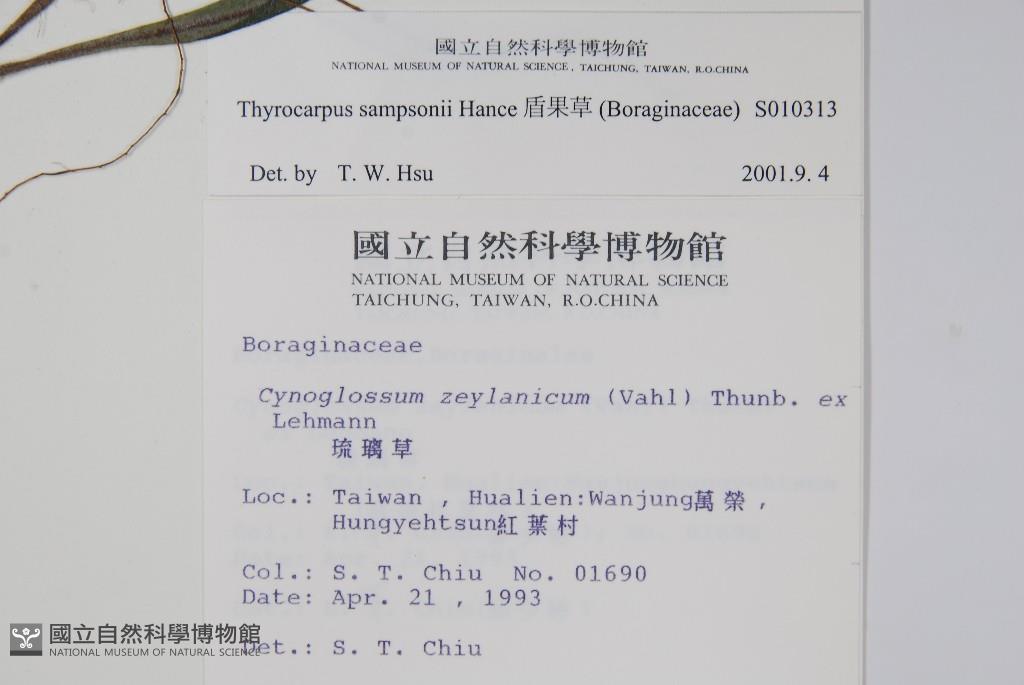 國立自然科學博物館
NATIONAL MUSEUM OF NATURAL SCIENCE, TAICHUNG, TAIWAN, R.O.CHINA
Thyrocarpus sampsonii Hance 盾果草 (Boraginaceae) S010313
Det. by T. W. Hsu 2001.9. 4
國立自然科學博物館
NATIONAL MUSEUM OF NATURAL SCIENCE
TAICHUNG, TAIWAN, R.O.CHINA
Boraginaceae
Cynoglossum zeylanicum (Vahl) Thunb. ex
Lehmann
琉璃草
Loc.: Taiwan , Hualien:Wanjung萬榮,
Hungyehtsun紅葉村
Col.: S. T. Chiu No. 01690
Date: Apr. 21 , 1993
Det.: S. T. Chiu
國立自然科學博物館
NATIONAL MUSEUM OF NATURAL SCIENCE